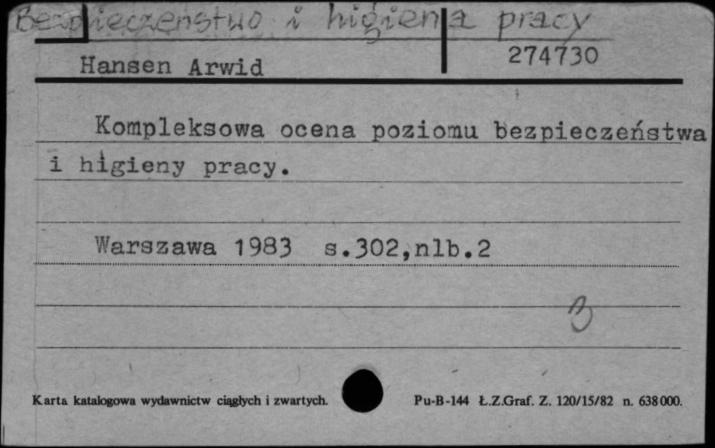 Bezpieczeństwo i higiena pracy
Hansen Arwid 274730
Kompleksowa ocena poziomu bezpieczeństwa
i higieny pracy.
Warszawa 1983 s.302,nlb.2
B
Karta katalogowa wydawnictw ciągłych i zwartych. Pu-B-144 Ł.Z.Graf. Z. 120/15/82 n. 638000.